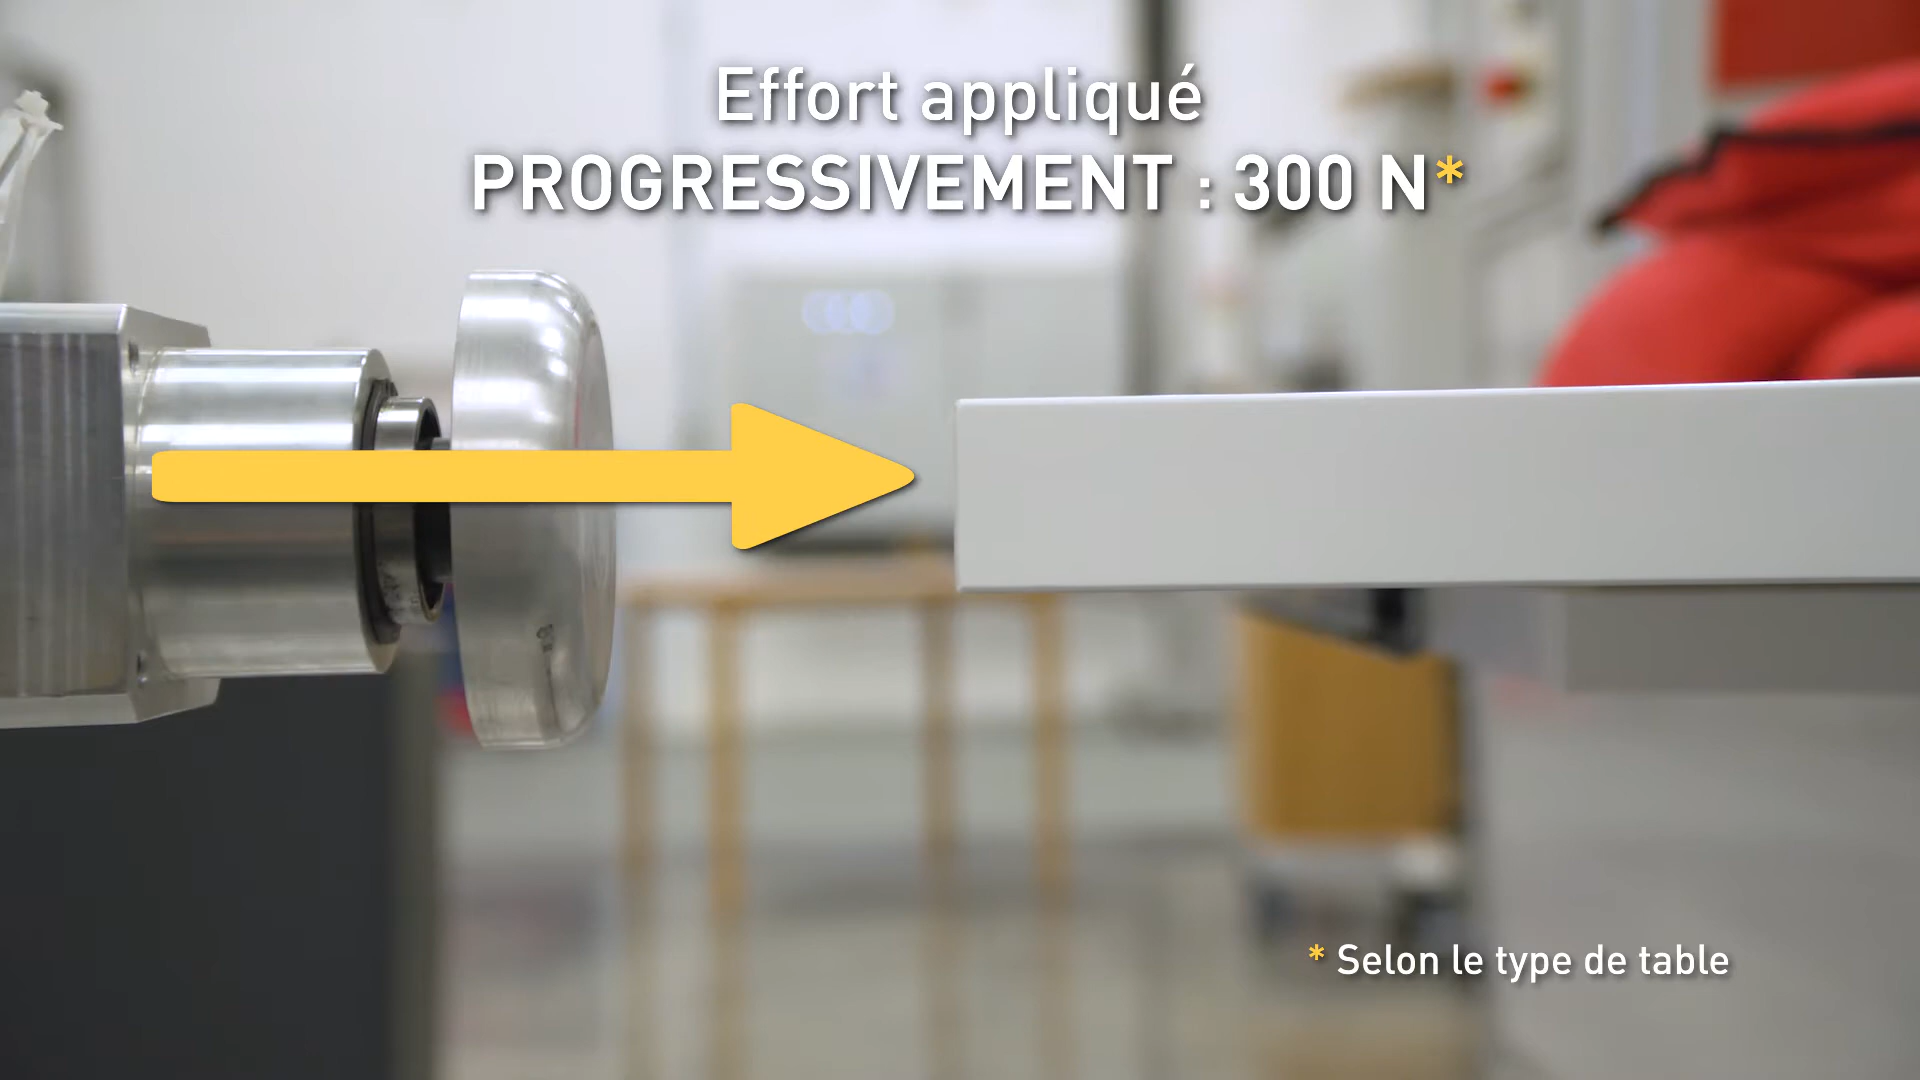 Effort appliqué
PROGRESSIVEMENT : 300 N*
* Selon le type de table